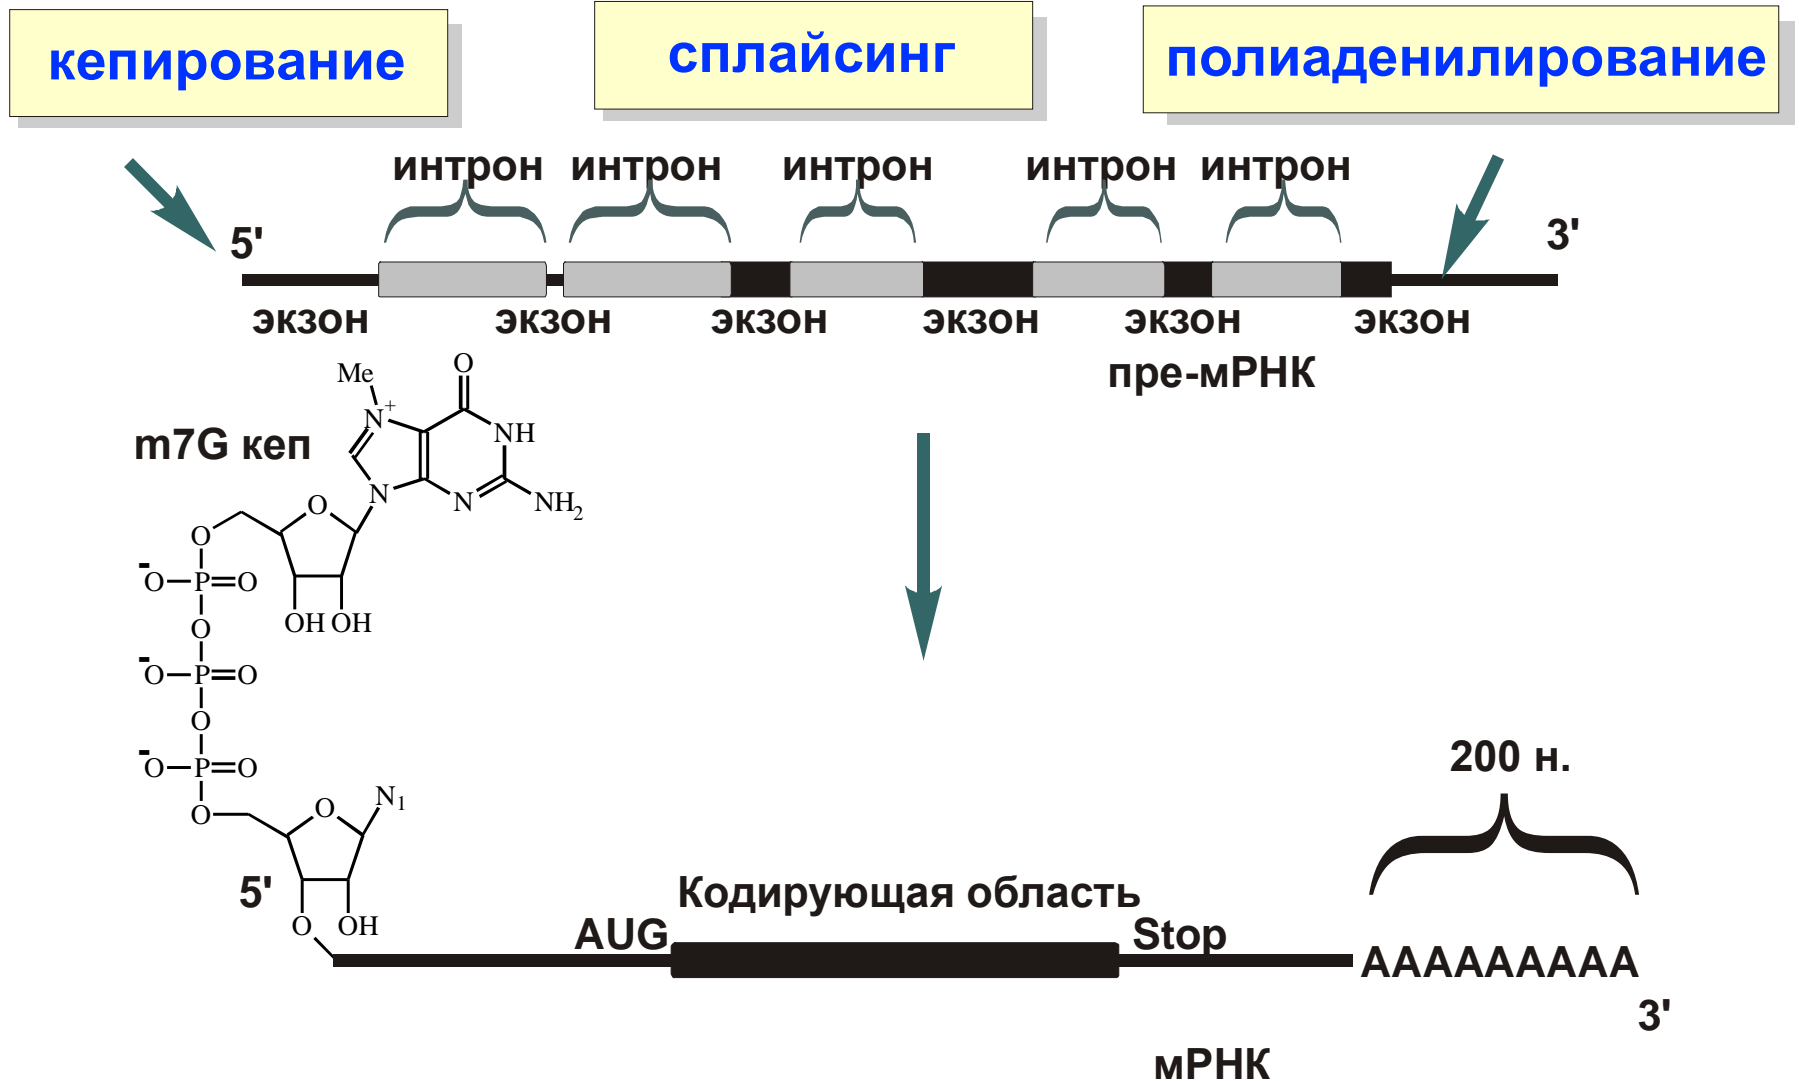 кепирование
сплайсинг
полиаденилирование
интрон интрон интрон интрон интрон
5' 3'
экзон экзон экзон экзон экзон экзон
пре-мРНК
m7G кеп
Me
O
N+
NH
N
N
NH2
O
O
-O–P=O
OH OH
O
-O–P=O
O
-O–P=O
O
O
N1
5'
O
OH
200 н.
Кодирующая область
AUG
Stop
AAAAAAAAA
3'
мРНК